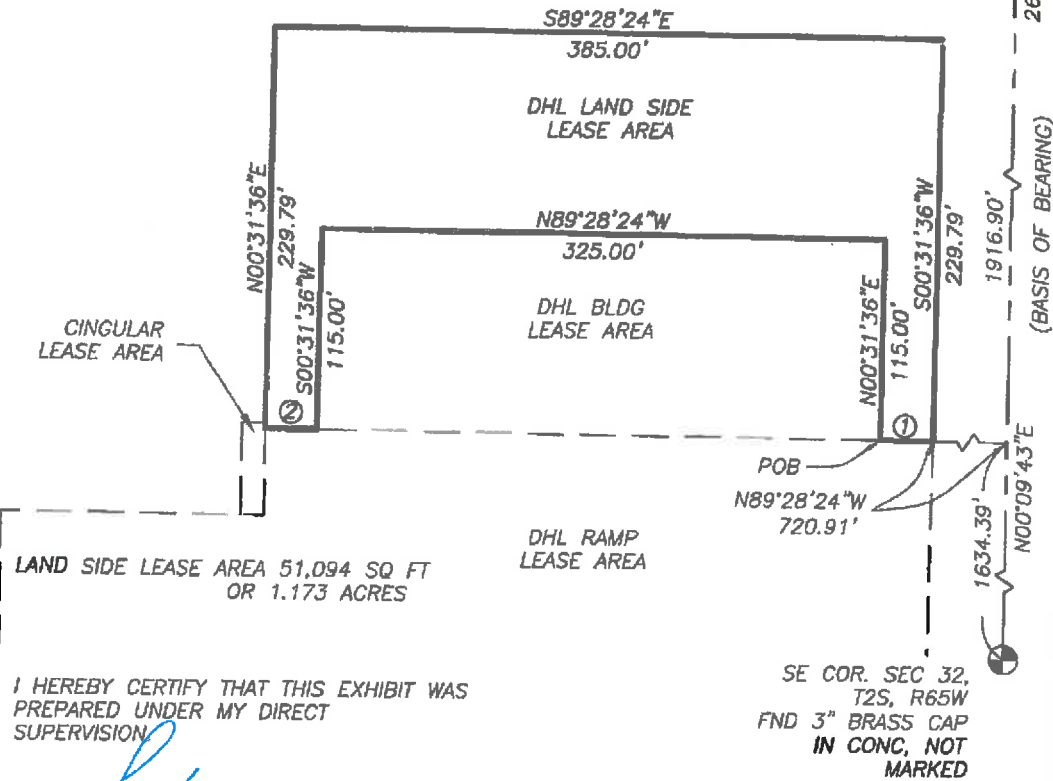 S89°28'24"E
385.00'
DHL LAND SIDE
LEASE AREA
N00°31'36"E
229.79'
S00°31'36"W
229.79'
N89°28'24"W
325.00'
S00°31'36"W
115.00'
DHL BLDG
LEASE AREA
N00°31'36"E
115.00'
1916.90'
(BASIS OF BEARING)
26
CINGULAR
LEASE AREA
2
1
POB
N89°28'24"W
720.91'
N00°09'43"E
1634.39'
DHL RAMP
LEASE AREA
LAND SIDE LEASE AREA 51,094 SQ FT
OR 1.173 ACRES
I HEREBY CERTIFY THAT THIS EXHIBIT WAS
PREPARED UNDER MY DIRECT
SUPERVISION
SE COR. SEC 32,
T2S, R65W
FND 3" BRASS CAP
IN CONC, NOT
MARKED